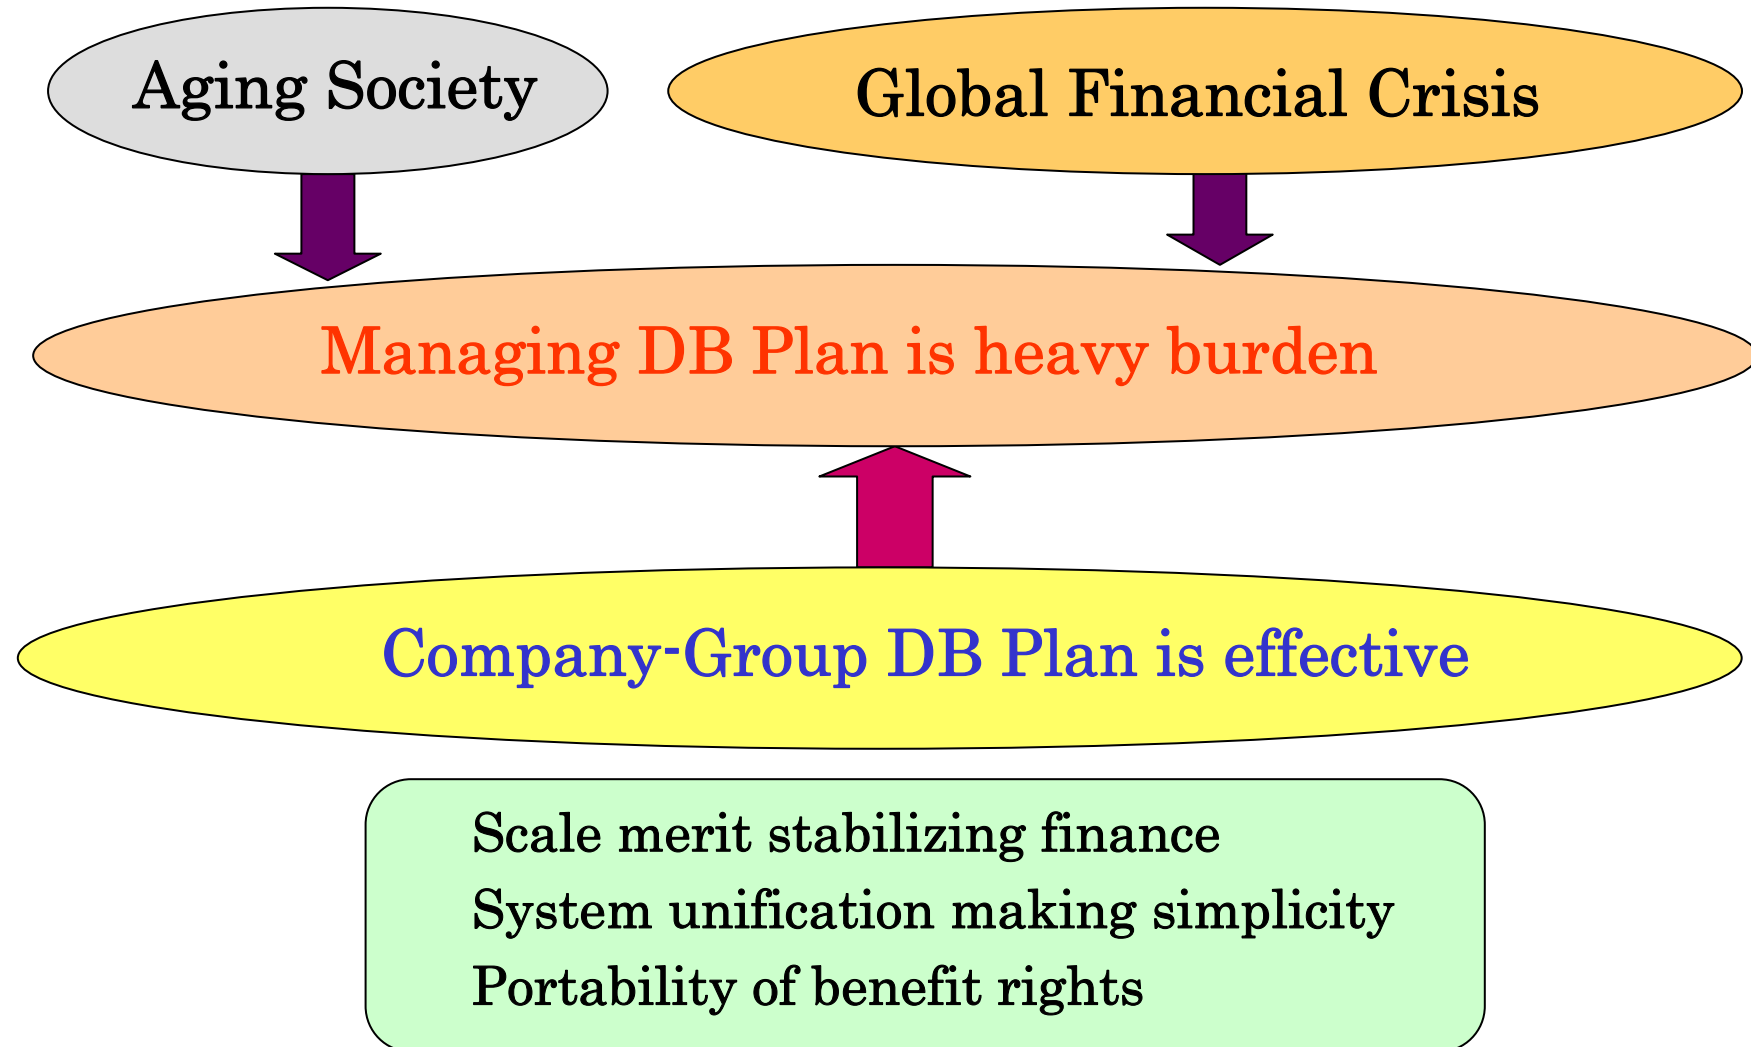 Aging Society
Global Financial Crisis
Managing DB Plan is heavy burden
Company-Group DB Plan is effective
Scale merit stabilizing finance
System unification making simplicity
Portability of benefit rights